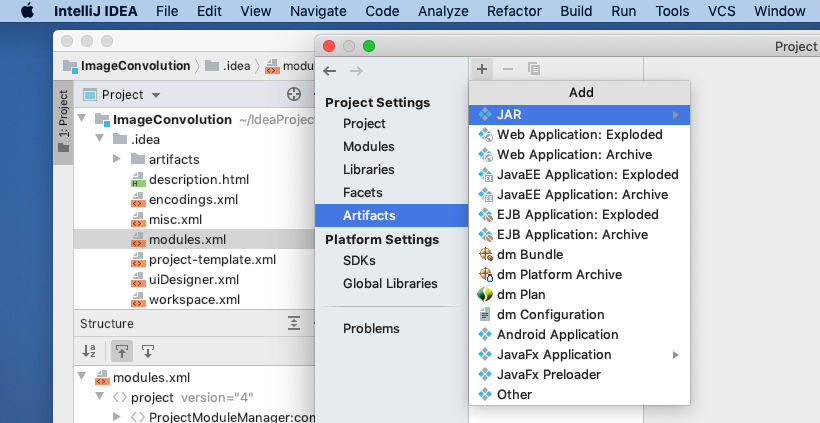 IntelliJ IDEA File Edit View Navigate Code Analyze Refactor Build Run Tools VCS Window
Project
ImageConvolution .idea modu
1: Project
Project
ImageConvolution ~/IdeaProject
.idea
artifacts
description.html
encodings.xml
misc.xml
modules.xml
project-template.xml
uiDesigner.xml
workspace.xml
Structure
modules.xml
project version="4"
ProjectModuleManager:com
Project Settings
Project
Modules
Libraries
Facets
Artifacts
Platform Settings
SDKs
Global Libraries
Problems
Add
JAR
Web Application: Exploded
Web Application: Archive
JavaEE Application: Exploded
JavaEE Application: Archive
EJB Application: Exploded
EJB Application: Archive
dm Bundle
dm Platform Archive
dm Plan
dm Configuration
Android Application
JavaFx Application
JavaFx Preloader
Other